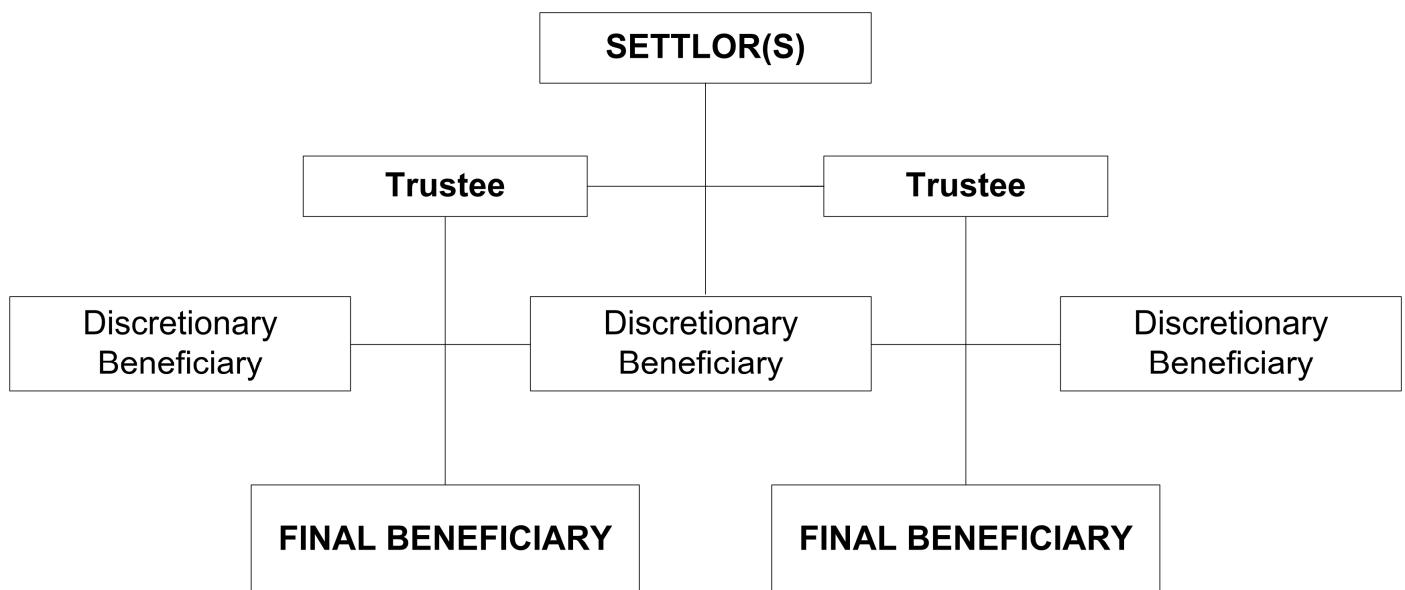 SETTLOR(S)
Trustee
Trustee
Discretionary
Beneficiary
Discretionary
Beneficiary
Discretionary
Beneficiary
FINAL BENEFICIARY
FINAL BENEFICIARY